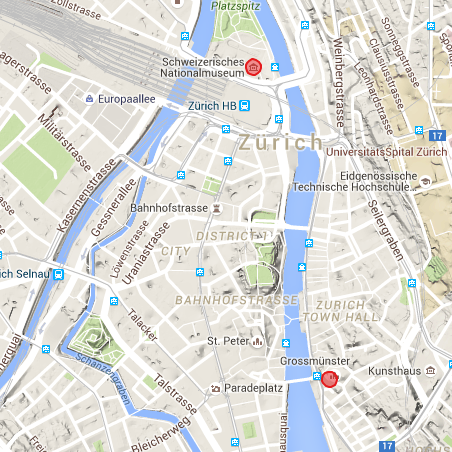 Platzspitz
Zollstrasse
Schweizerisches
Nationalmuseum
agerstrasse
Europaallee
Zürich HB
Militärstrasse
Weinbergstrasse
Sonneggstrasse
Clausiusstrasse
Leonhardstrasse
17
Zürich
Universitätsspital Zürich
Kasernenstrasse
Gessnerallee
Eidgenössische
Technische Hochschule
Bahnhofstrasse
Seilergraben
Löwenstrasse
Uraniastrasse
DISTRICT 1
CITY
ich Selnau
BAHNHOFSTRASSE
ZURICH
TOWN HALL
Talacker
St. Peter
Grossmünster
Schanzengraben
Talstrasse
Paradeplatz
Kunsthaus
Bleicherweg
17